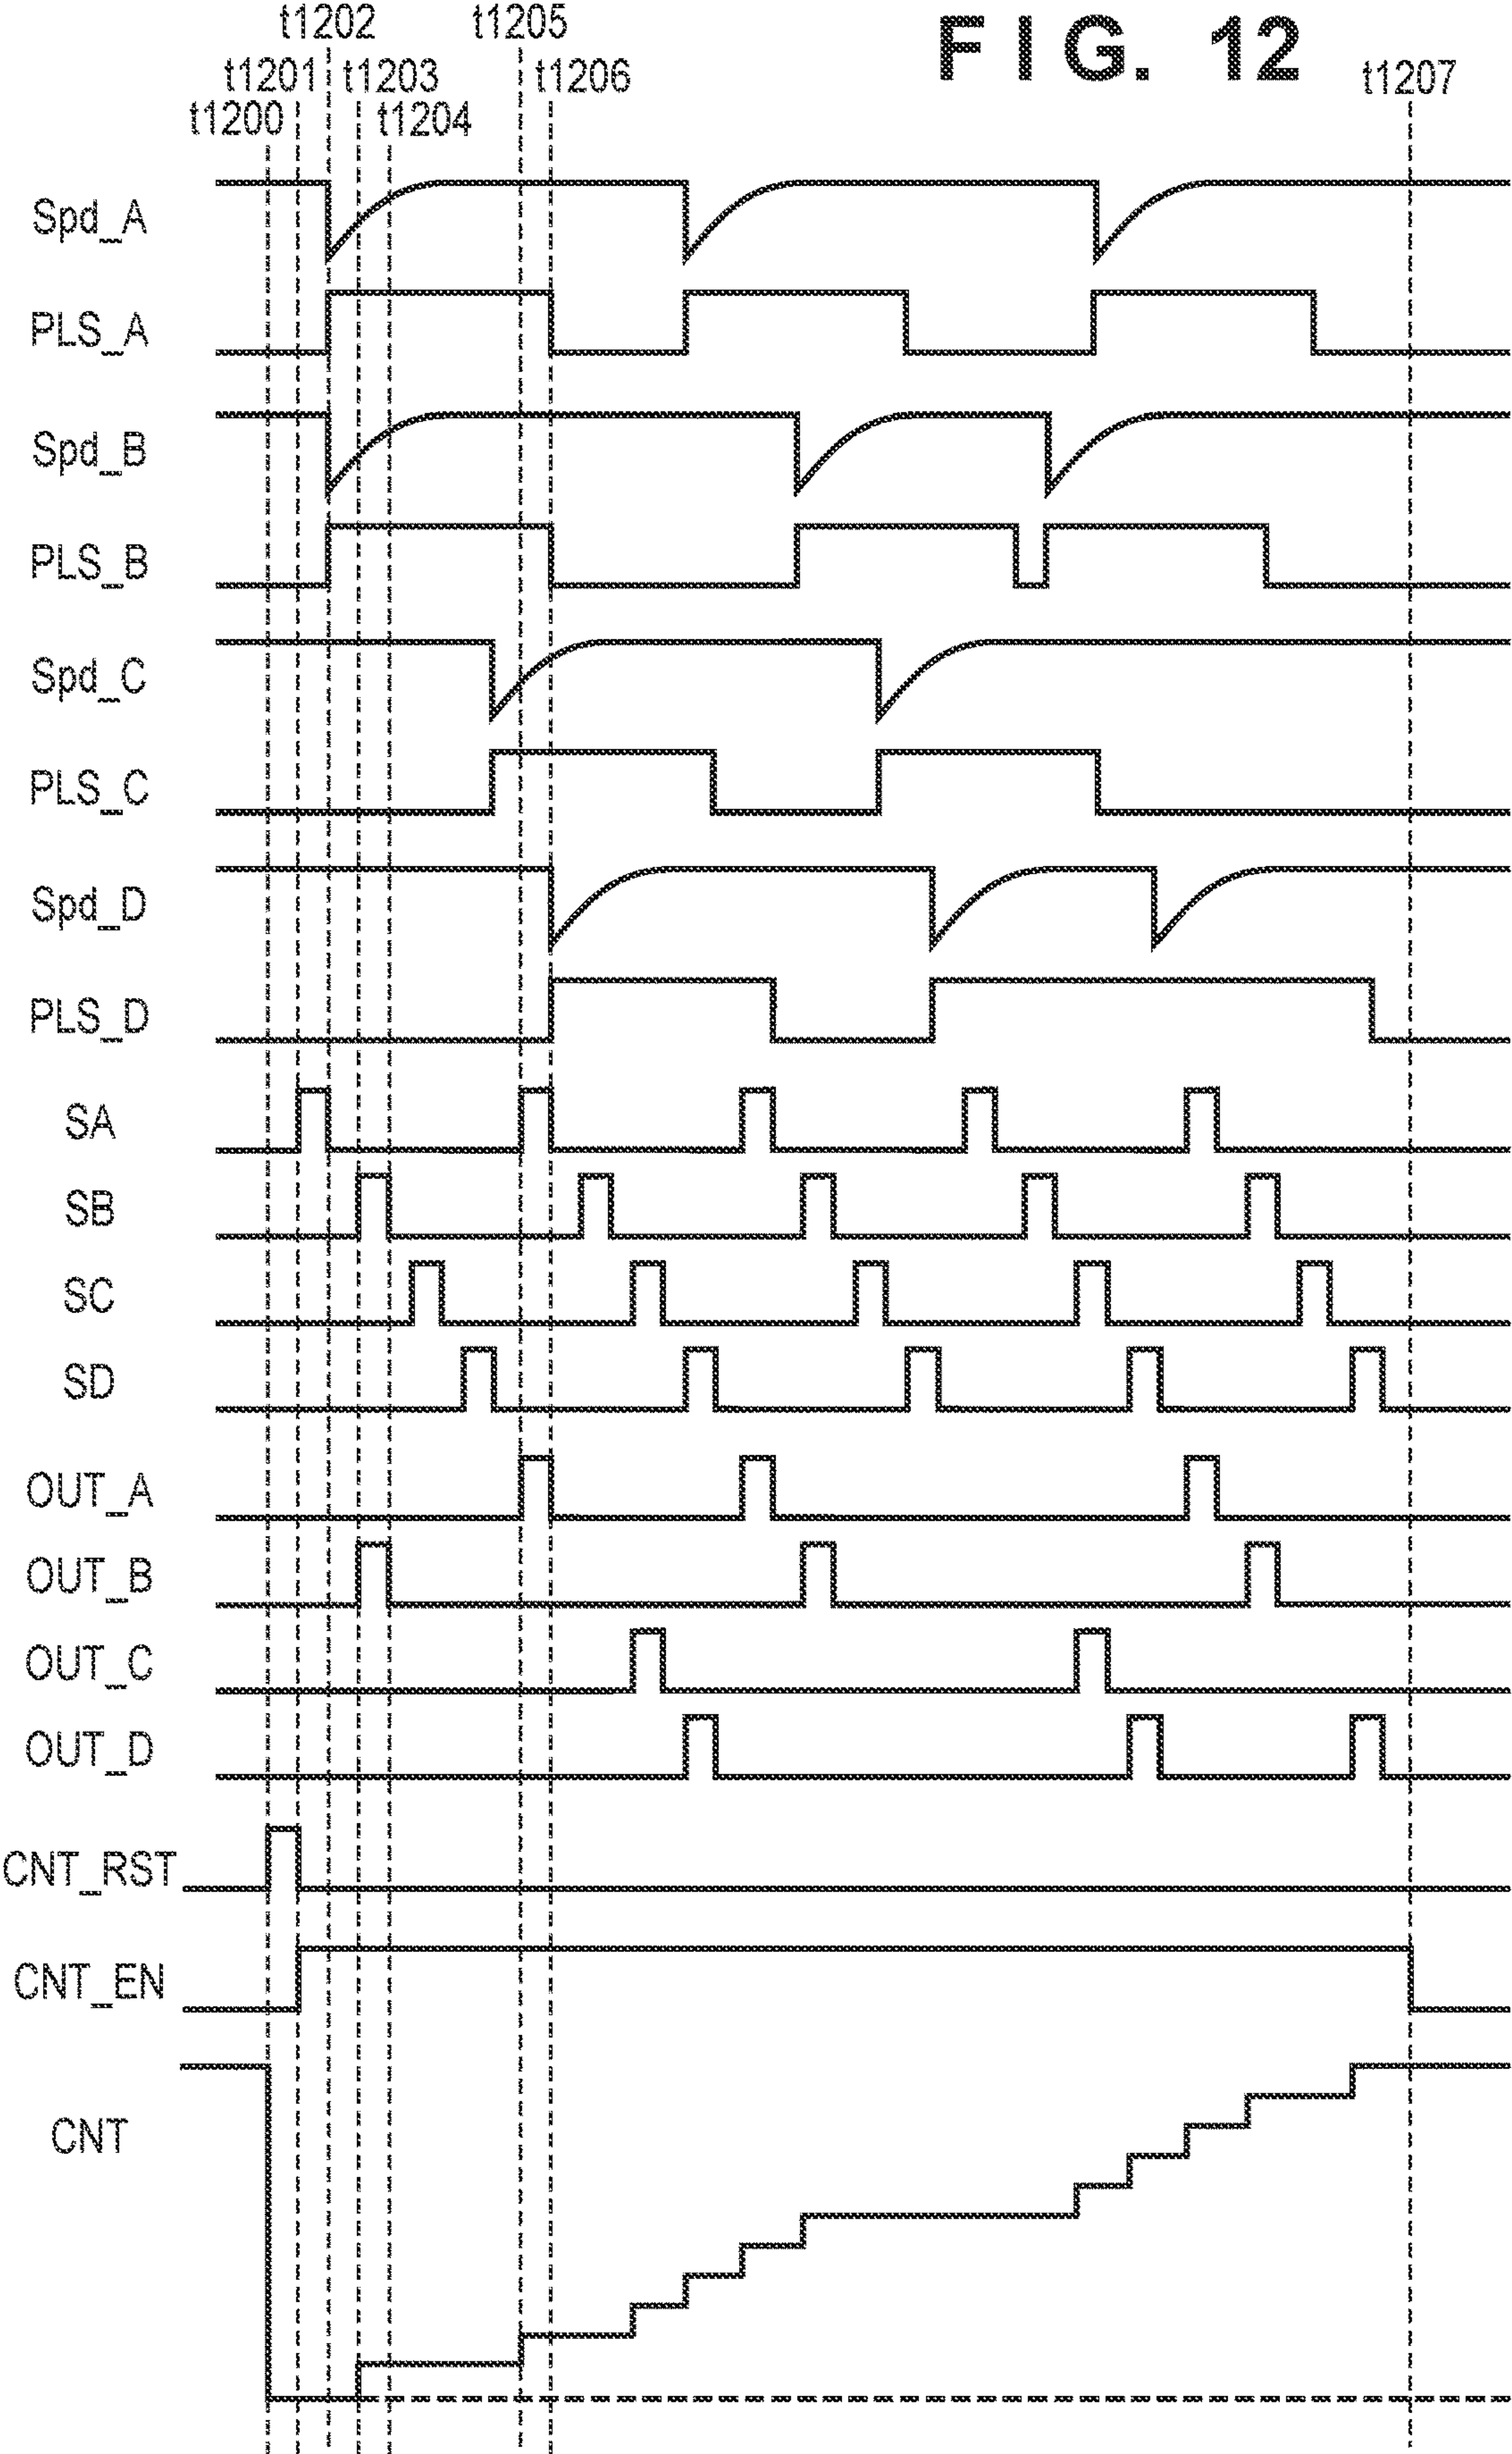 t1202
t1205
FIG. 12
t1201
t1203
t1206
t1207
t1200
t1204
Spd_A
PLS_A
Spd_B
PLS_B
Spd_C
PLS_C
Spd_D
PLS_D
SA
SB
SC
SD
OUT_A
OUT_B
OUT_C
OUT_D
CNT_RST
CNT_EN
CNT